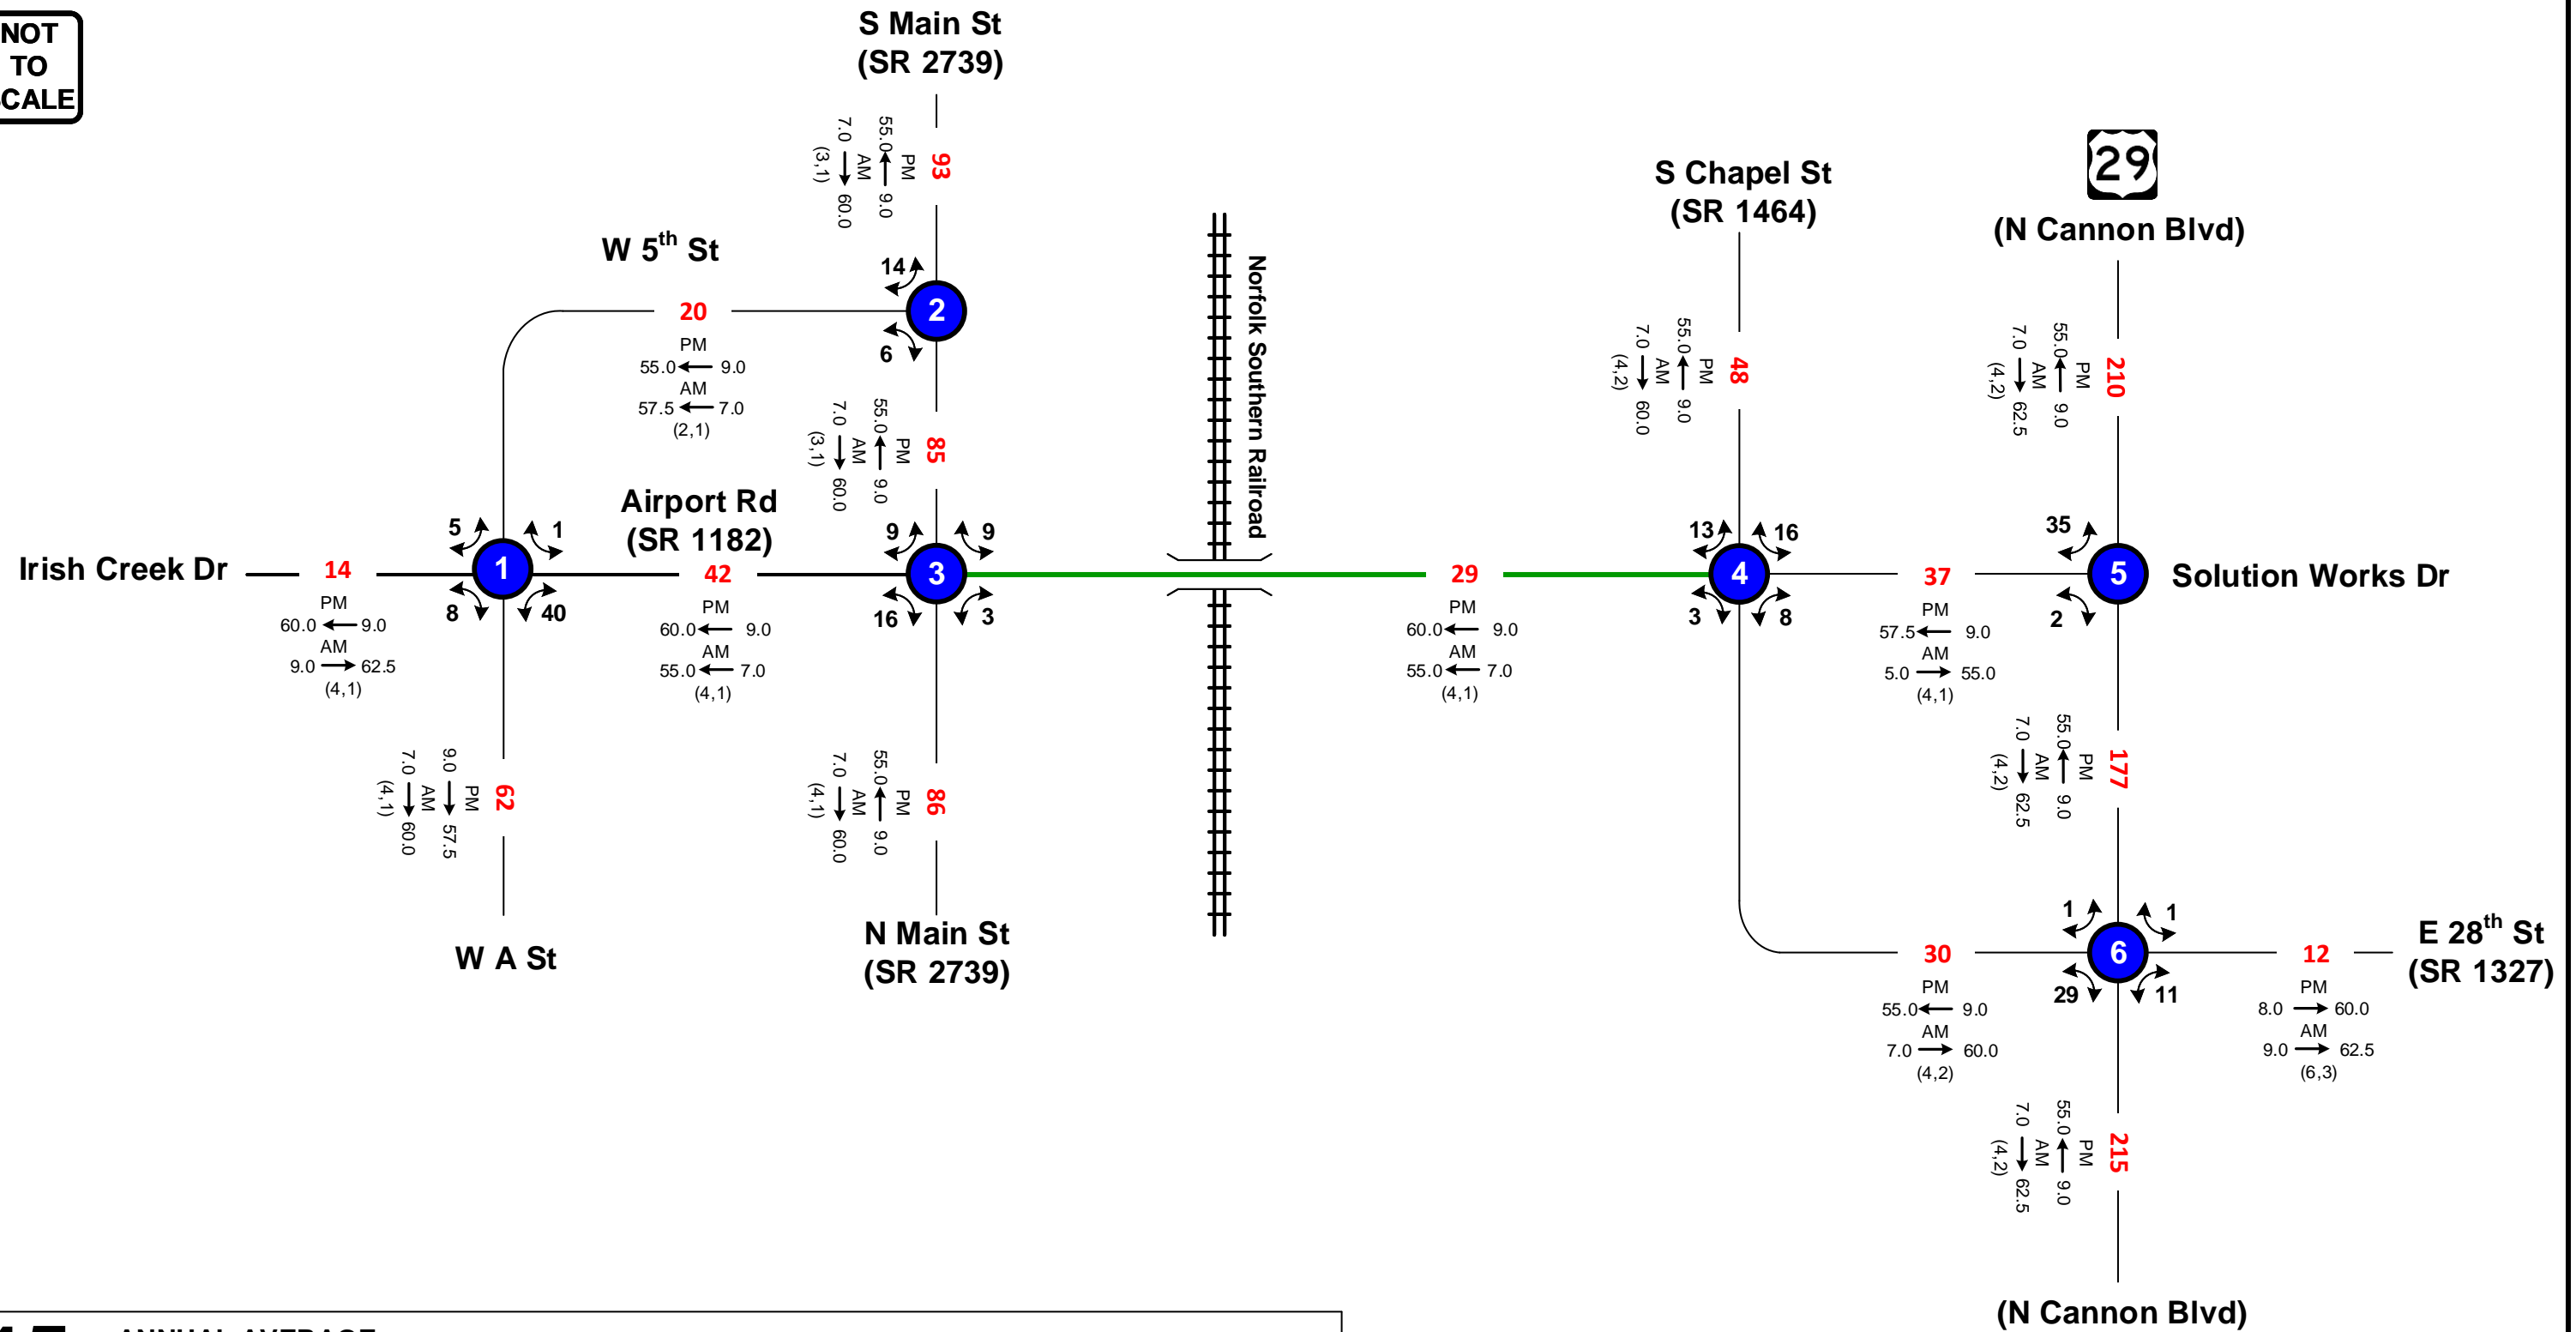 NOT
TO
CALE
S Main St
(SR 2739)
93
PM
55.0 9.0
AM
7.0 60.0
(3,1)
W 5th St
20
PM
55.0 9.0
AM
57.5 7.0
(2,1)
14
2
6
85
PM
55.0 9.0
AM
7.0 60.0
(3,1)
Norfolk Southern Railroad
S Chapel St
(SR 1464)
48
PM
55.0 9.0
AM
7.0 60.0
(4,2)
29
(N Cannon Blvd)
210
PM
55.0 9.0
AM
7.0 62.5
(4,2)
Irish Creek Dr
14
PM
60.0 9.0
AM
9.0 62.5
(4,1)
5 1
1
8 40
Airport Rd
(SR 1182)
42
PM
60.0 9.0
AM
55.0 7.0
(4,1)
9 9
3
16 3
29
PM
60.0 9.0
AM
55.0 7.0
(4,1)
13 16
4
3 8
37
PM
57.5 9.0
AM
5.0 55.0
(4,1)
35
5
2
Solution Works Dr
62
PM
9.0 57.5
AM
7.0 60.0
(4,1)
W A St
86
PM
55.0 9.0
AM
7.0 60.0
(4,1)
N Main St
(SR 2739)
177
PM
55.0 9.0
AM
7.0 62.5
(4,2)
30
PM
55.0 9.0
AM
7.0 60.0
(4,2)
1 1
6
29 11
12
PM
8.0 60.0
AM
9.0 62.5
(6,3)
E 28th St
(SR 1327)
215
PM
55.0 9.0
AM
7.0 62.5
(4,2)
(N Cannon Blvd)
ANNUAL AVERAGE